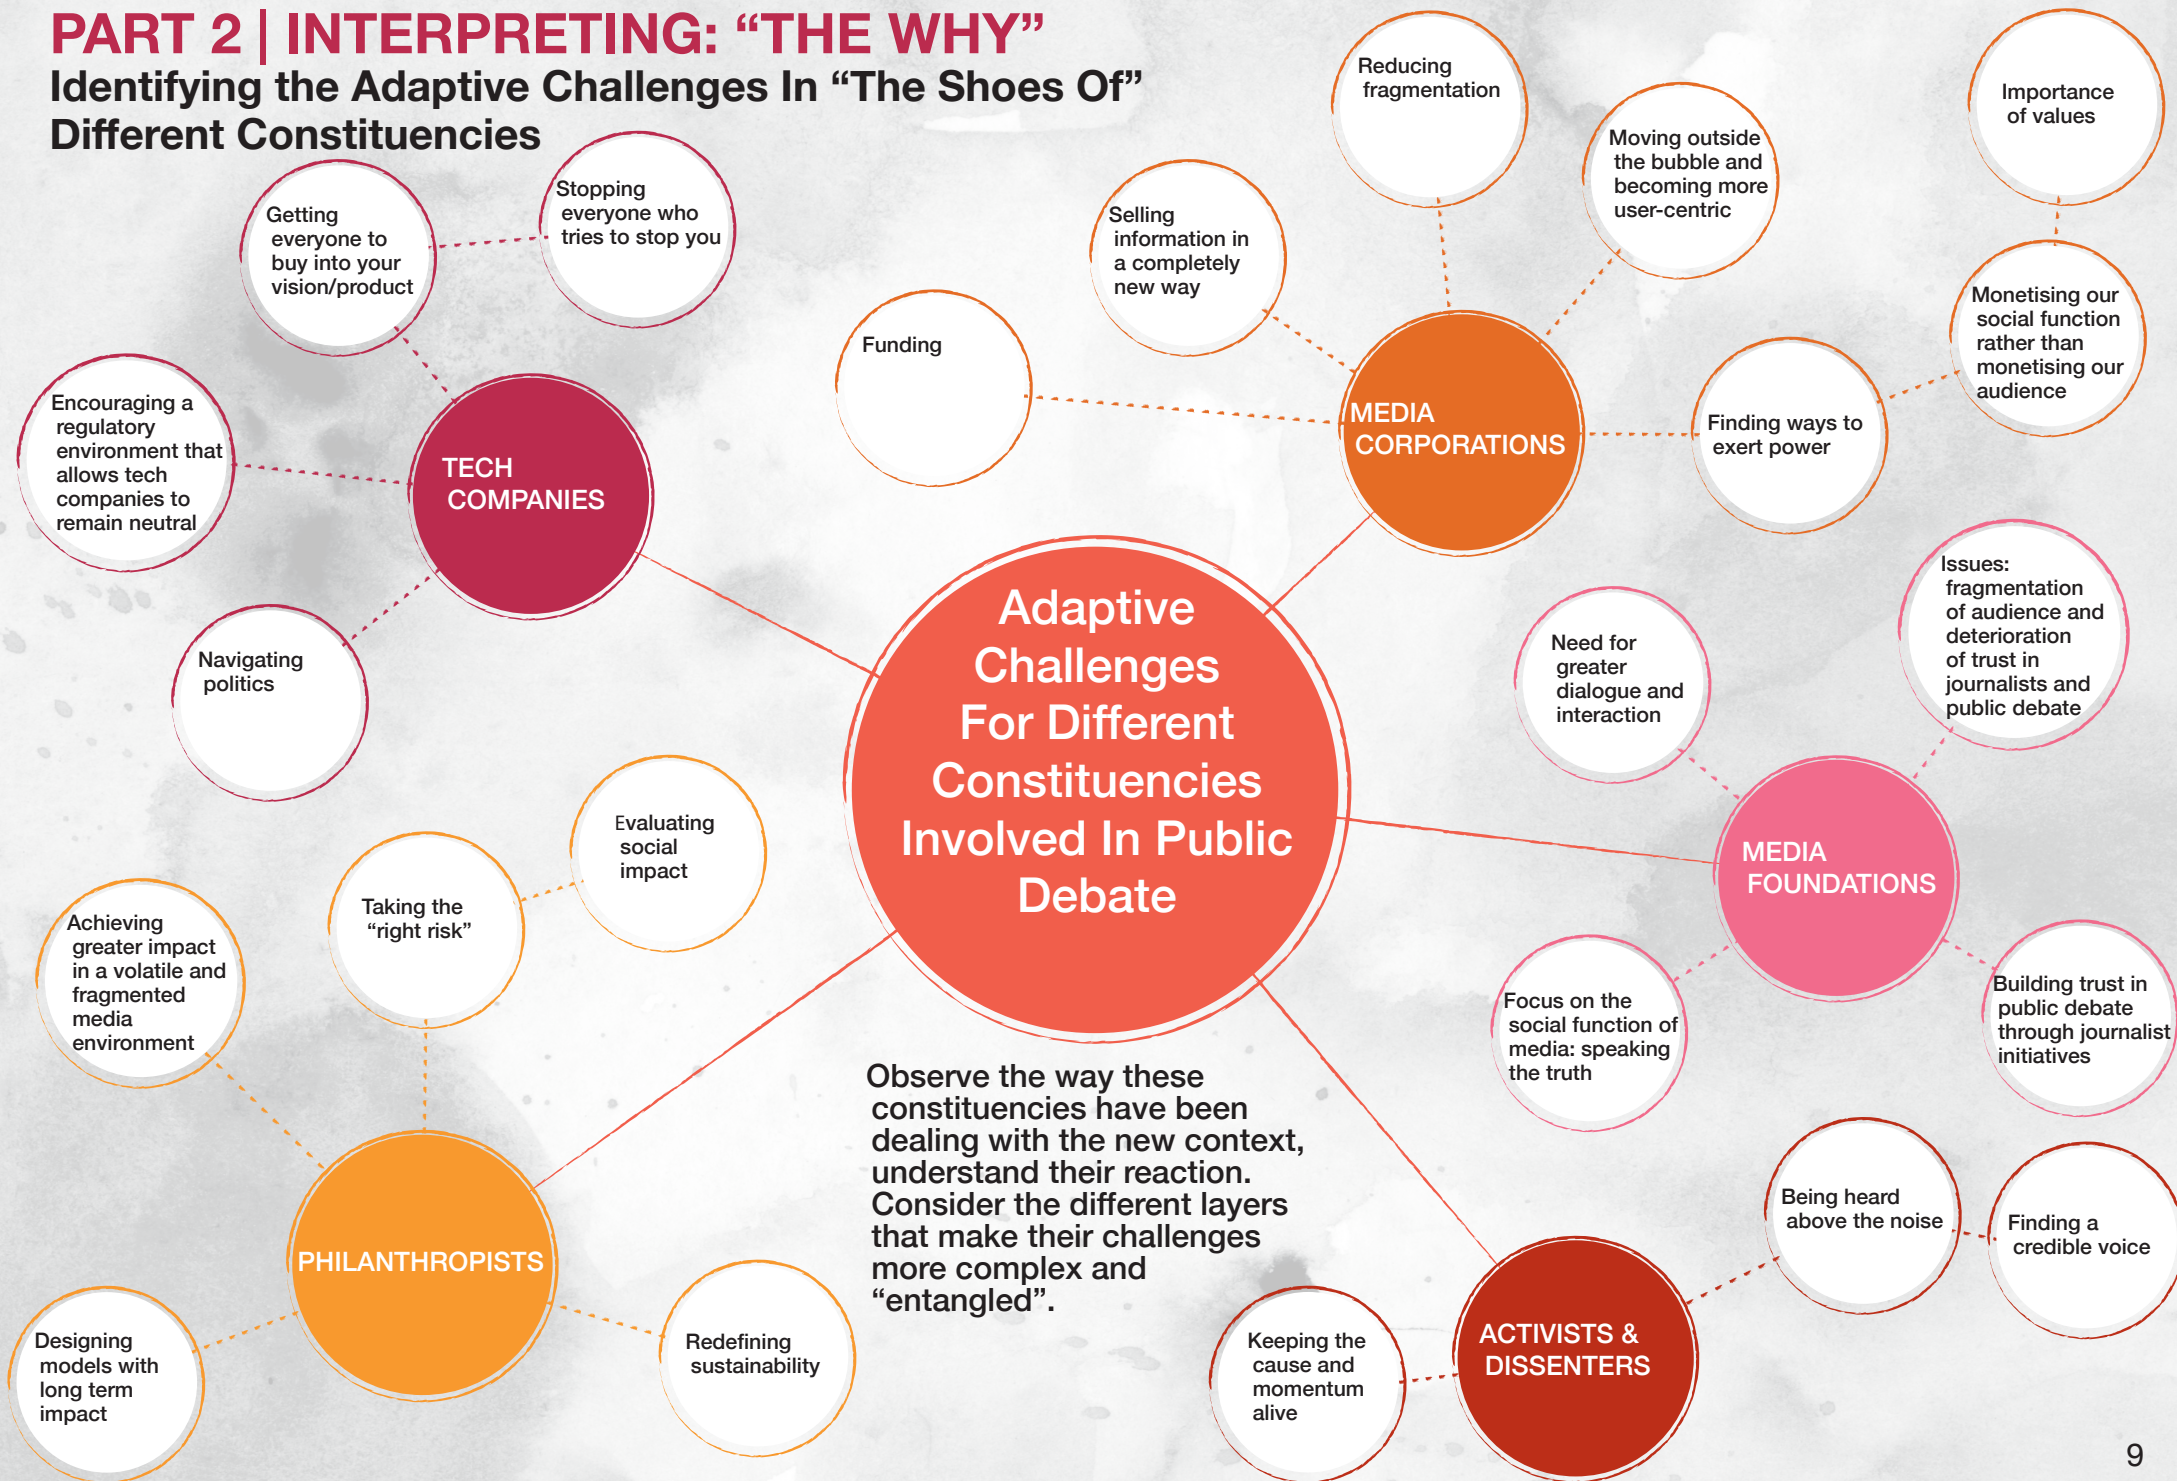 PART 2 | INTERPRETING: “THE WHY”
Identifying the Adaptive Challenges In “The Shoes Of”
Different Constituencies
Getting
everyone to
buy into your
vision/product
Stopping
everyone who
tries to stop you
Encouraging a
regulatory
environment that
allows tech
companies to
remain neutral
TECH
COMPANIES
Navigating
politics
Funding
Selling
information in
a completely
new way
Reducing
fragmentation
Moving outside
the bubble and
becoming more
user-centric
Importance
of values
Monetising our
social function
rather than
monetising our
audience
Finding ways to
exert power
MEDIA
CORPORATIONS
Adaptive
Challenges
For Different
Constituencies
Involved In Public
Debate
Need for
greater
dialogue and
interaction
Issues:
fragmentation
of audience and
deterioration
of trust in
journalists and
public debate
MEDIA
FOUNDATIONS
Focus on the
social function of
media: speaking
the truth
Building trust in
public debate
through journalist
initiatives
Evaluating
social
impact
Taking the
“right risk”
Achieving
greater impact
in a volatile and
fragmented
media
environment
PHILANTHROPISTS
Designing
models with
long term
impact
Redefining
sustainability
Observe the way these
constituencies have been
dealing with the new context,
understand their reaction.
Consider the different layers
that make their challenges
more complex and
“entangled”.
Being heard
above the noise
Finding a
credible voice
Keeping the
cause and
momentum
alive
ACTIVISTS &
DISSENTERS
9